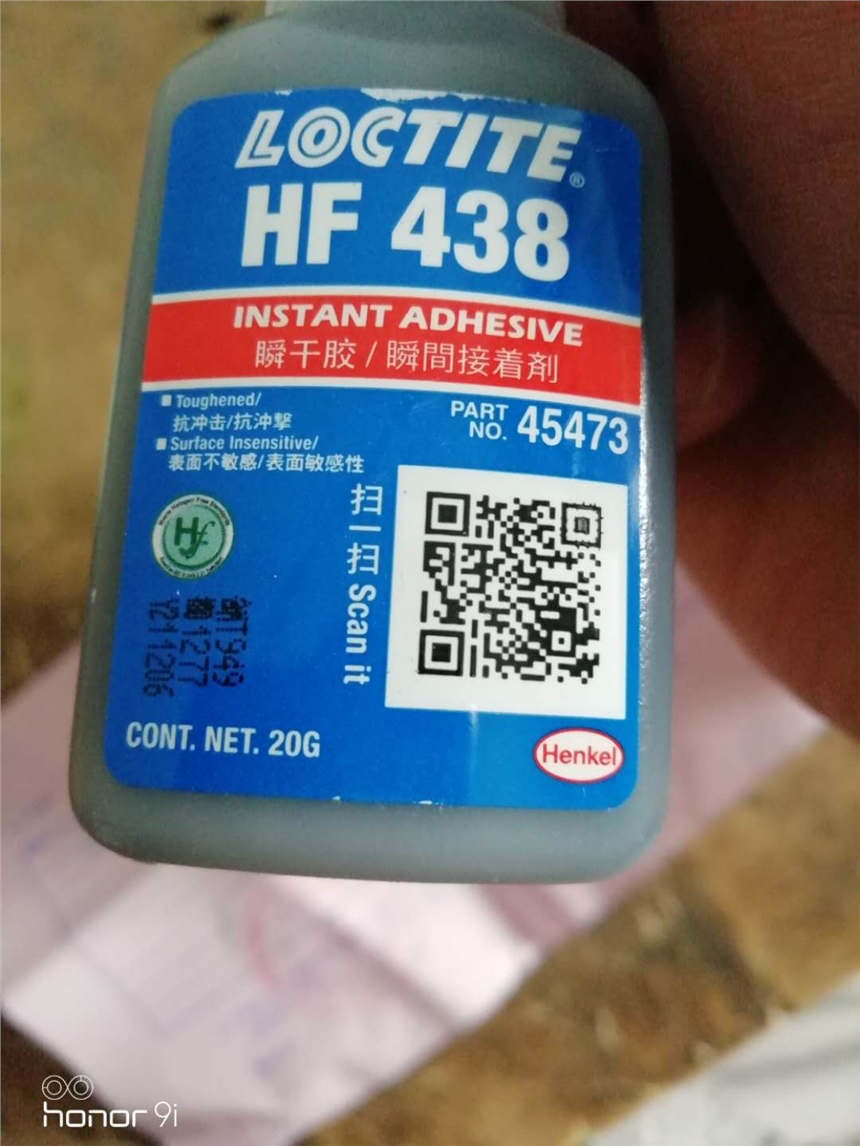 LOCTITE®
HF 438
INSTANT ADHESIVE
瞬干胶/瞬間接着剤
■ Toughened/
抗冲击/抗沖撃
■ Surface Insensitive/
表面不敏感/表面敏感性
PART NO. 45473
扫一扫 Scan it
Hf
Y211206
CONT. NET. 20G
Henkel
honor 9i